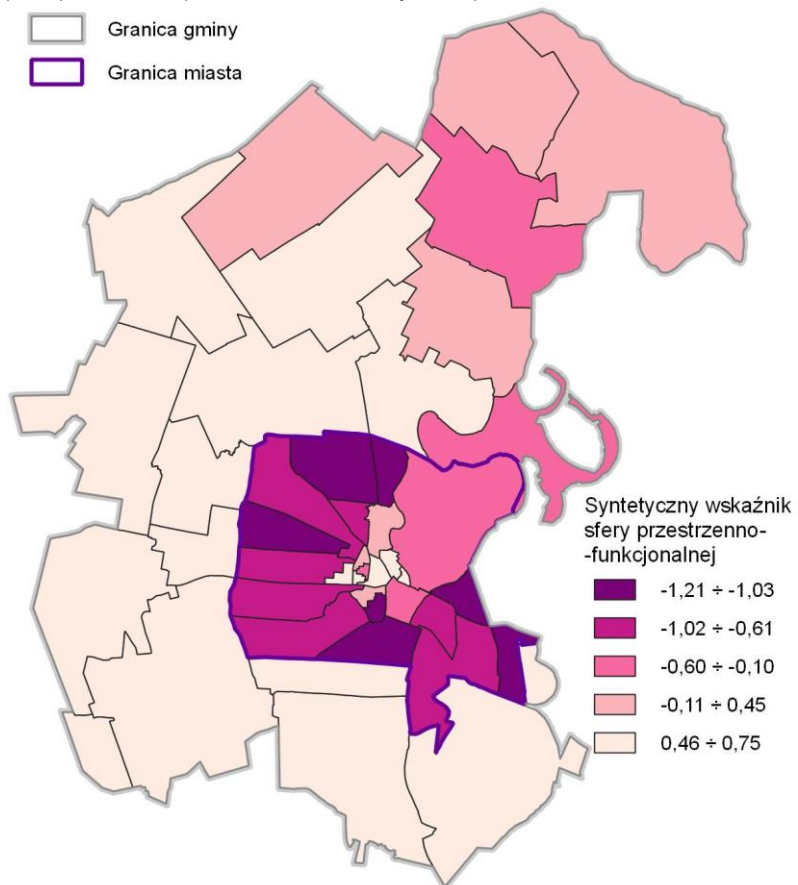 Granica gminy
Granica miasta
Syntetyczny wskaźnik
sfery przestrzenno-
-funkcjonalnej
-1,21 ÷ -1,03
-1,02 ÷ -0,61
-0,60 ÷ -0,10
-0,11 ÷ 0,45
0,46 ÷ 0,75